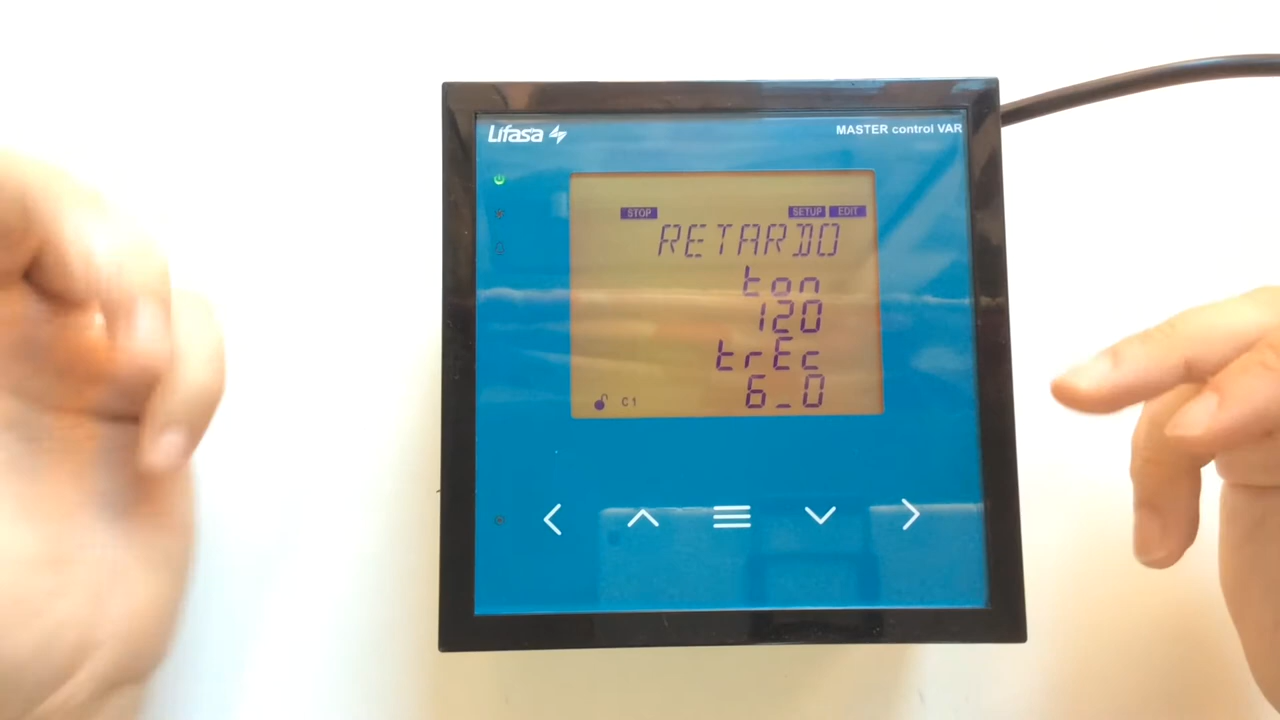 Lifasa
MASTER control VAR
STOP SETUP EDIT
RETARDO
ton
120
trEc
6_0
C1